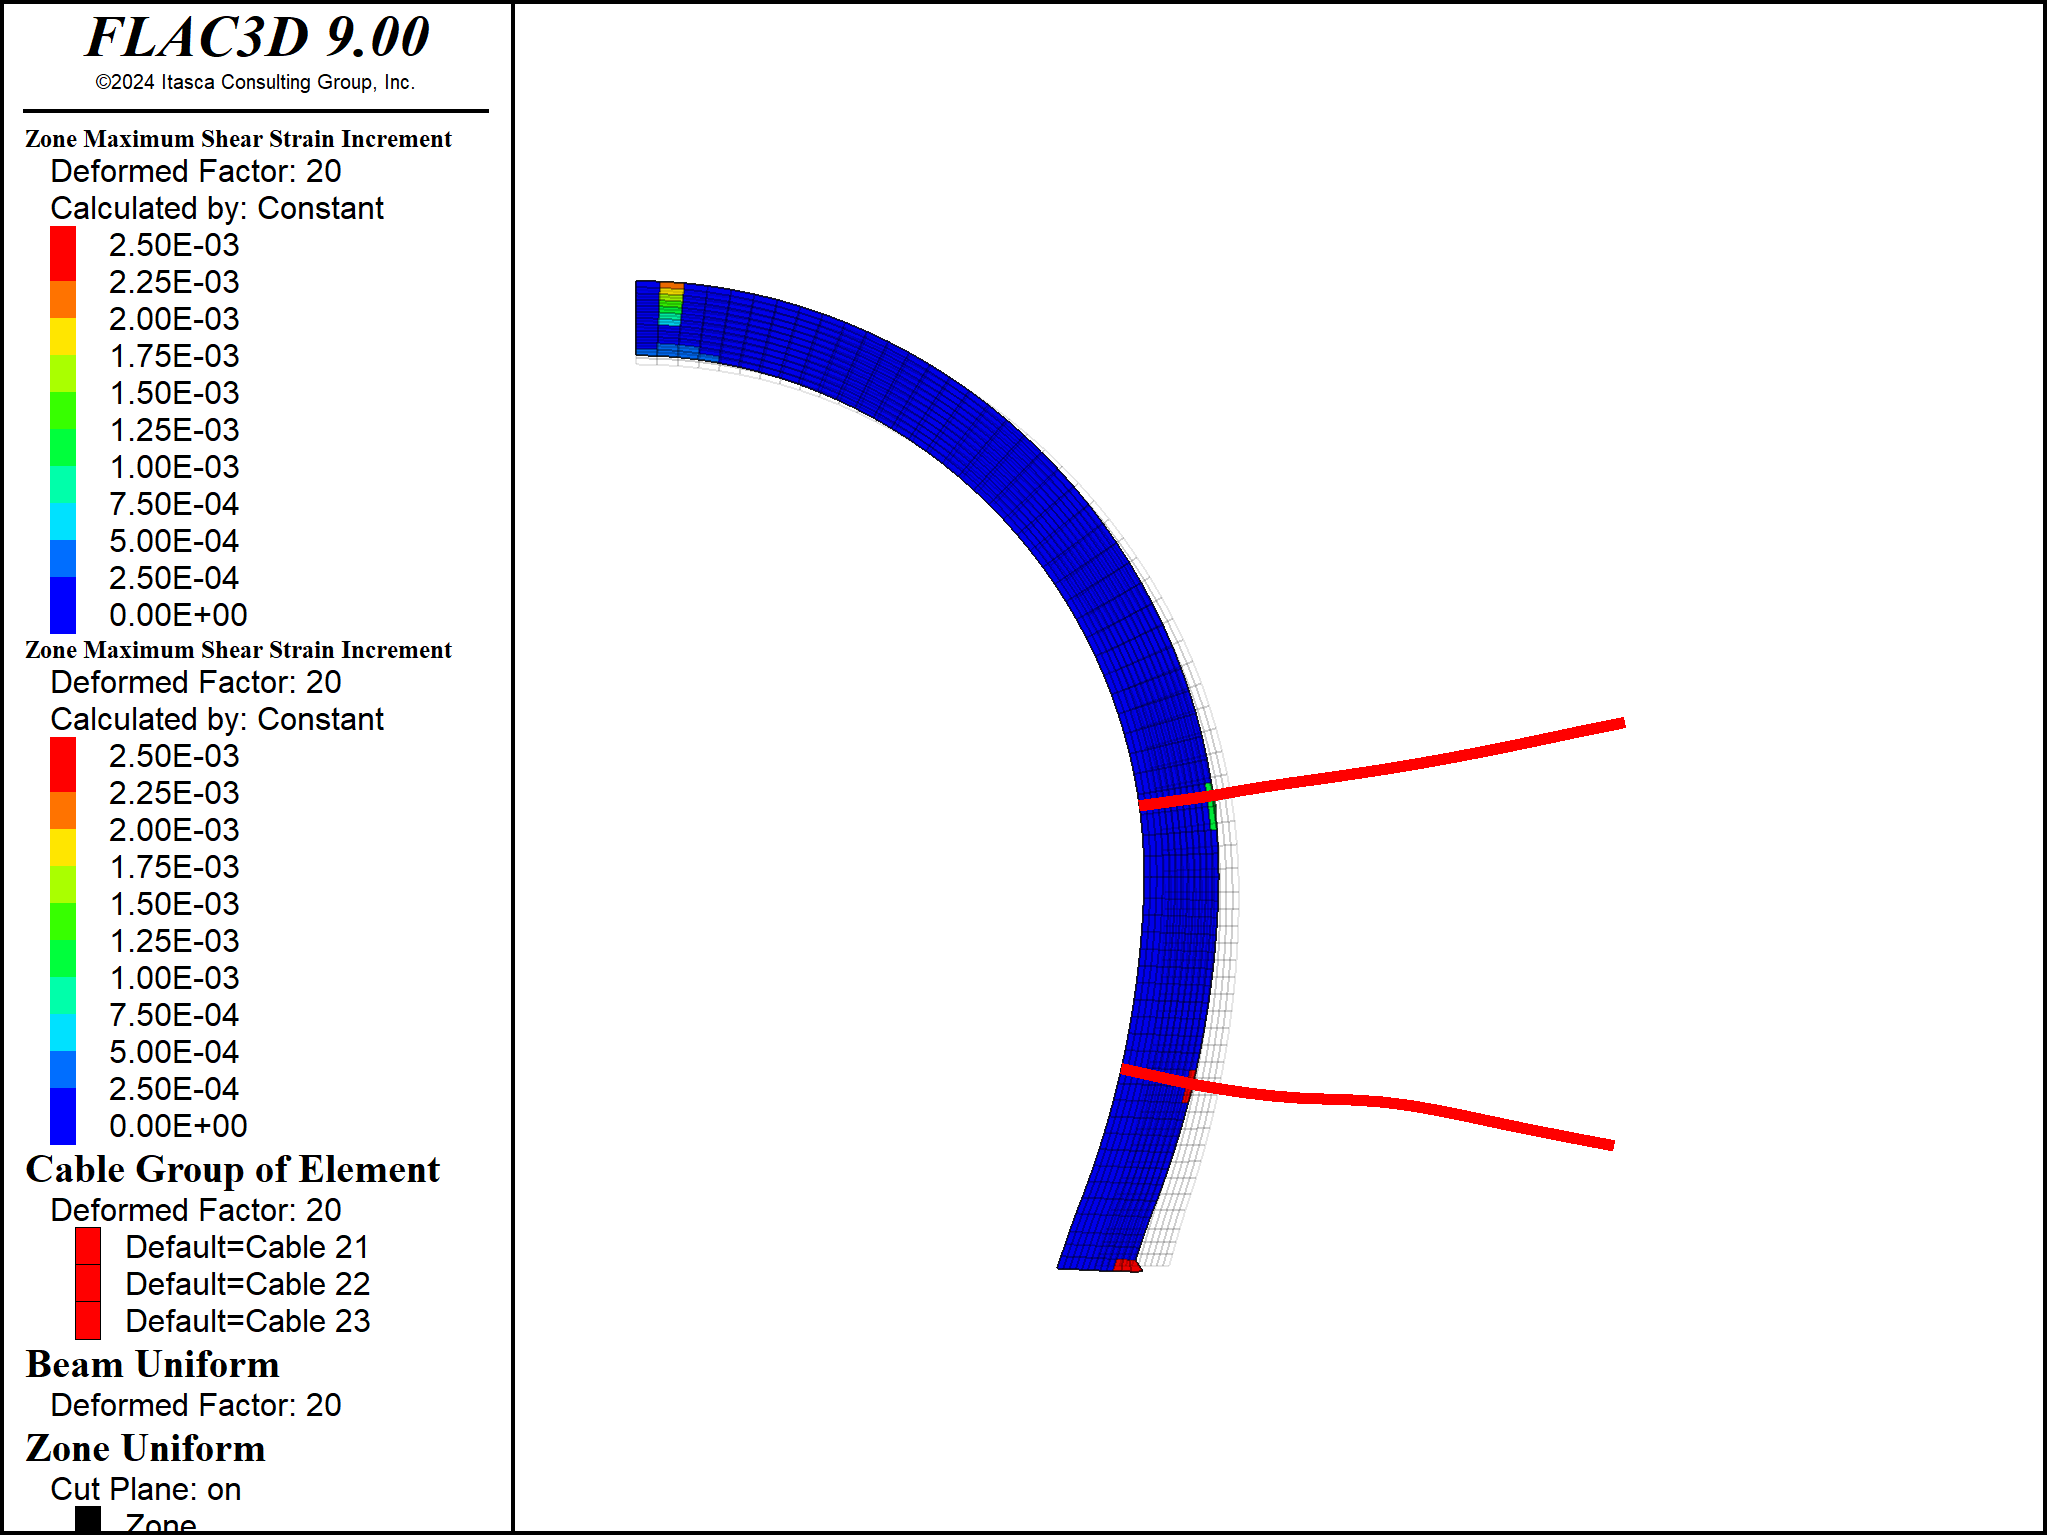 FLAC3D 9.00
©2024 Itasca Consulting Group, Inc.
Zone Maximum Shear Strain Increment
Deformed Factor: 20
Calculated by: Constant
2.50E-03
2.25E-03
2.00E-03
1.75E-03
1.50E-03
1.25E-03
1.00E-03
7.50E-04
5.00E-04
2.50E-04
0.00E+00
Zone Maximum Shear Strain Increment
Deformed Factor: 20
Calculated by: Constant
2.50E-03
2.25E-03
2.00E-03
1.75E-03
1.50E-03
1.25E-03
1.00E-03
7.50E-04
5.00E-04
2.50E-04
0.00E+00
Cable Group of Element
Deformed Factor: 20
Default=Cable 21
Default=Cable 22
Default=Cable 23
Beam Uniform
Deformed Factor: 20
Zone Uniform
Cut Plane: on
Zone